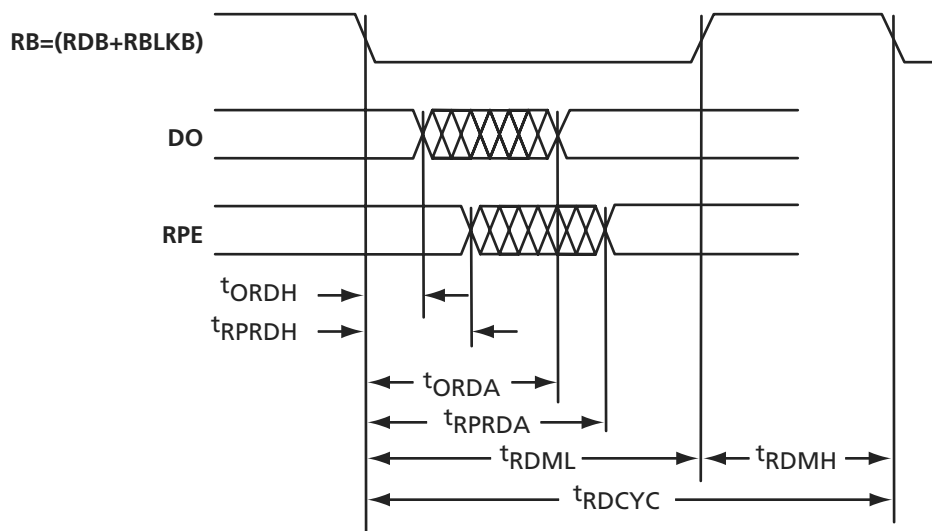 RB=(RDB+RBLKB)
DO
RPE
tORDH
tRPRDH
tORDA
tRPRDA
tRDML
tRDMH
tRDCYC